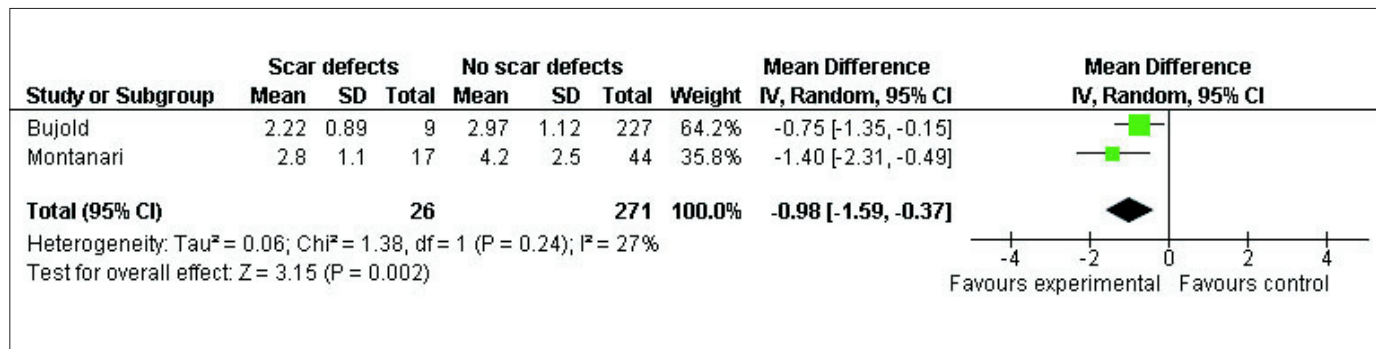 Scar defects No scar defects Mean Difference Mean Difference
Study or Subgroup Mean SD Total Mean SD Total Weight IV, Random, 95% CI IV, Random, 95% CI
Bujold 2.22 0.89 9 2.97 1.12 227 64.2% -0.75 [-1.35, -0.15]
Montanari 2.8 1.1 17 4.2 2.5 44 35.8% -1.40 [-2.31, -0.49]
Total (95% CI) 26 271 100.0% -0.98 [-1.59, -0.37]
Heterogeneity: Tau² = 0.06; Chi² = 1.38, df = 1 (P = 0.24); I² = 27%
Test for overall effect: Z = 3.15 (P = 0.002)
-4 -2 0 2 4
Favours experimental Favours control